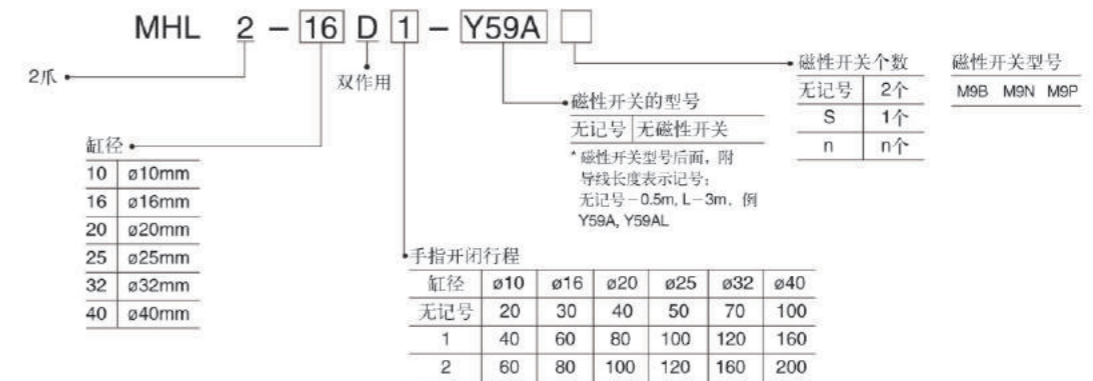 MHL 2 - 16 D 1 - Y59A
2爪
双作用
缸径
10 ø10mm
16 ø16mm
20 ø20mm
25 ø25mm
32 ø32mm
40 ø40mm
磁性开关的型号
无记号 无磁性开关
* 磁性开关型号后面，附
导线长度表示记号：
无记号-0.5m, L-3m，例
Y59A, Y59AL
磁性开关个数
无记号 2个
S 1个
n n个
磁性开关型号
M9B M9N M9P
手指开闭行程
缸径 ø10 ø16 ø20 ø25 ø32 ø40
无记号 20 30 40 50 70 100
1 40 60 80 100 120 160
2 60 80 100 120 160 200